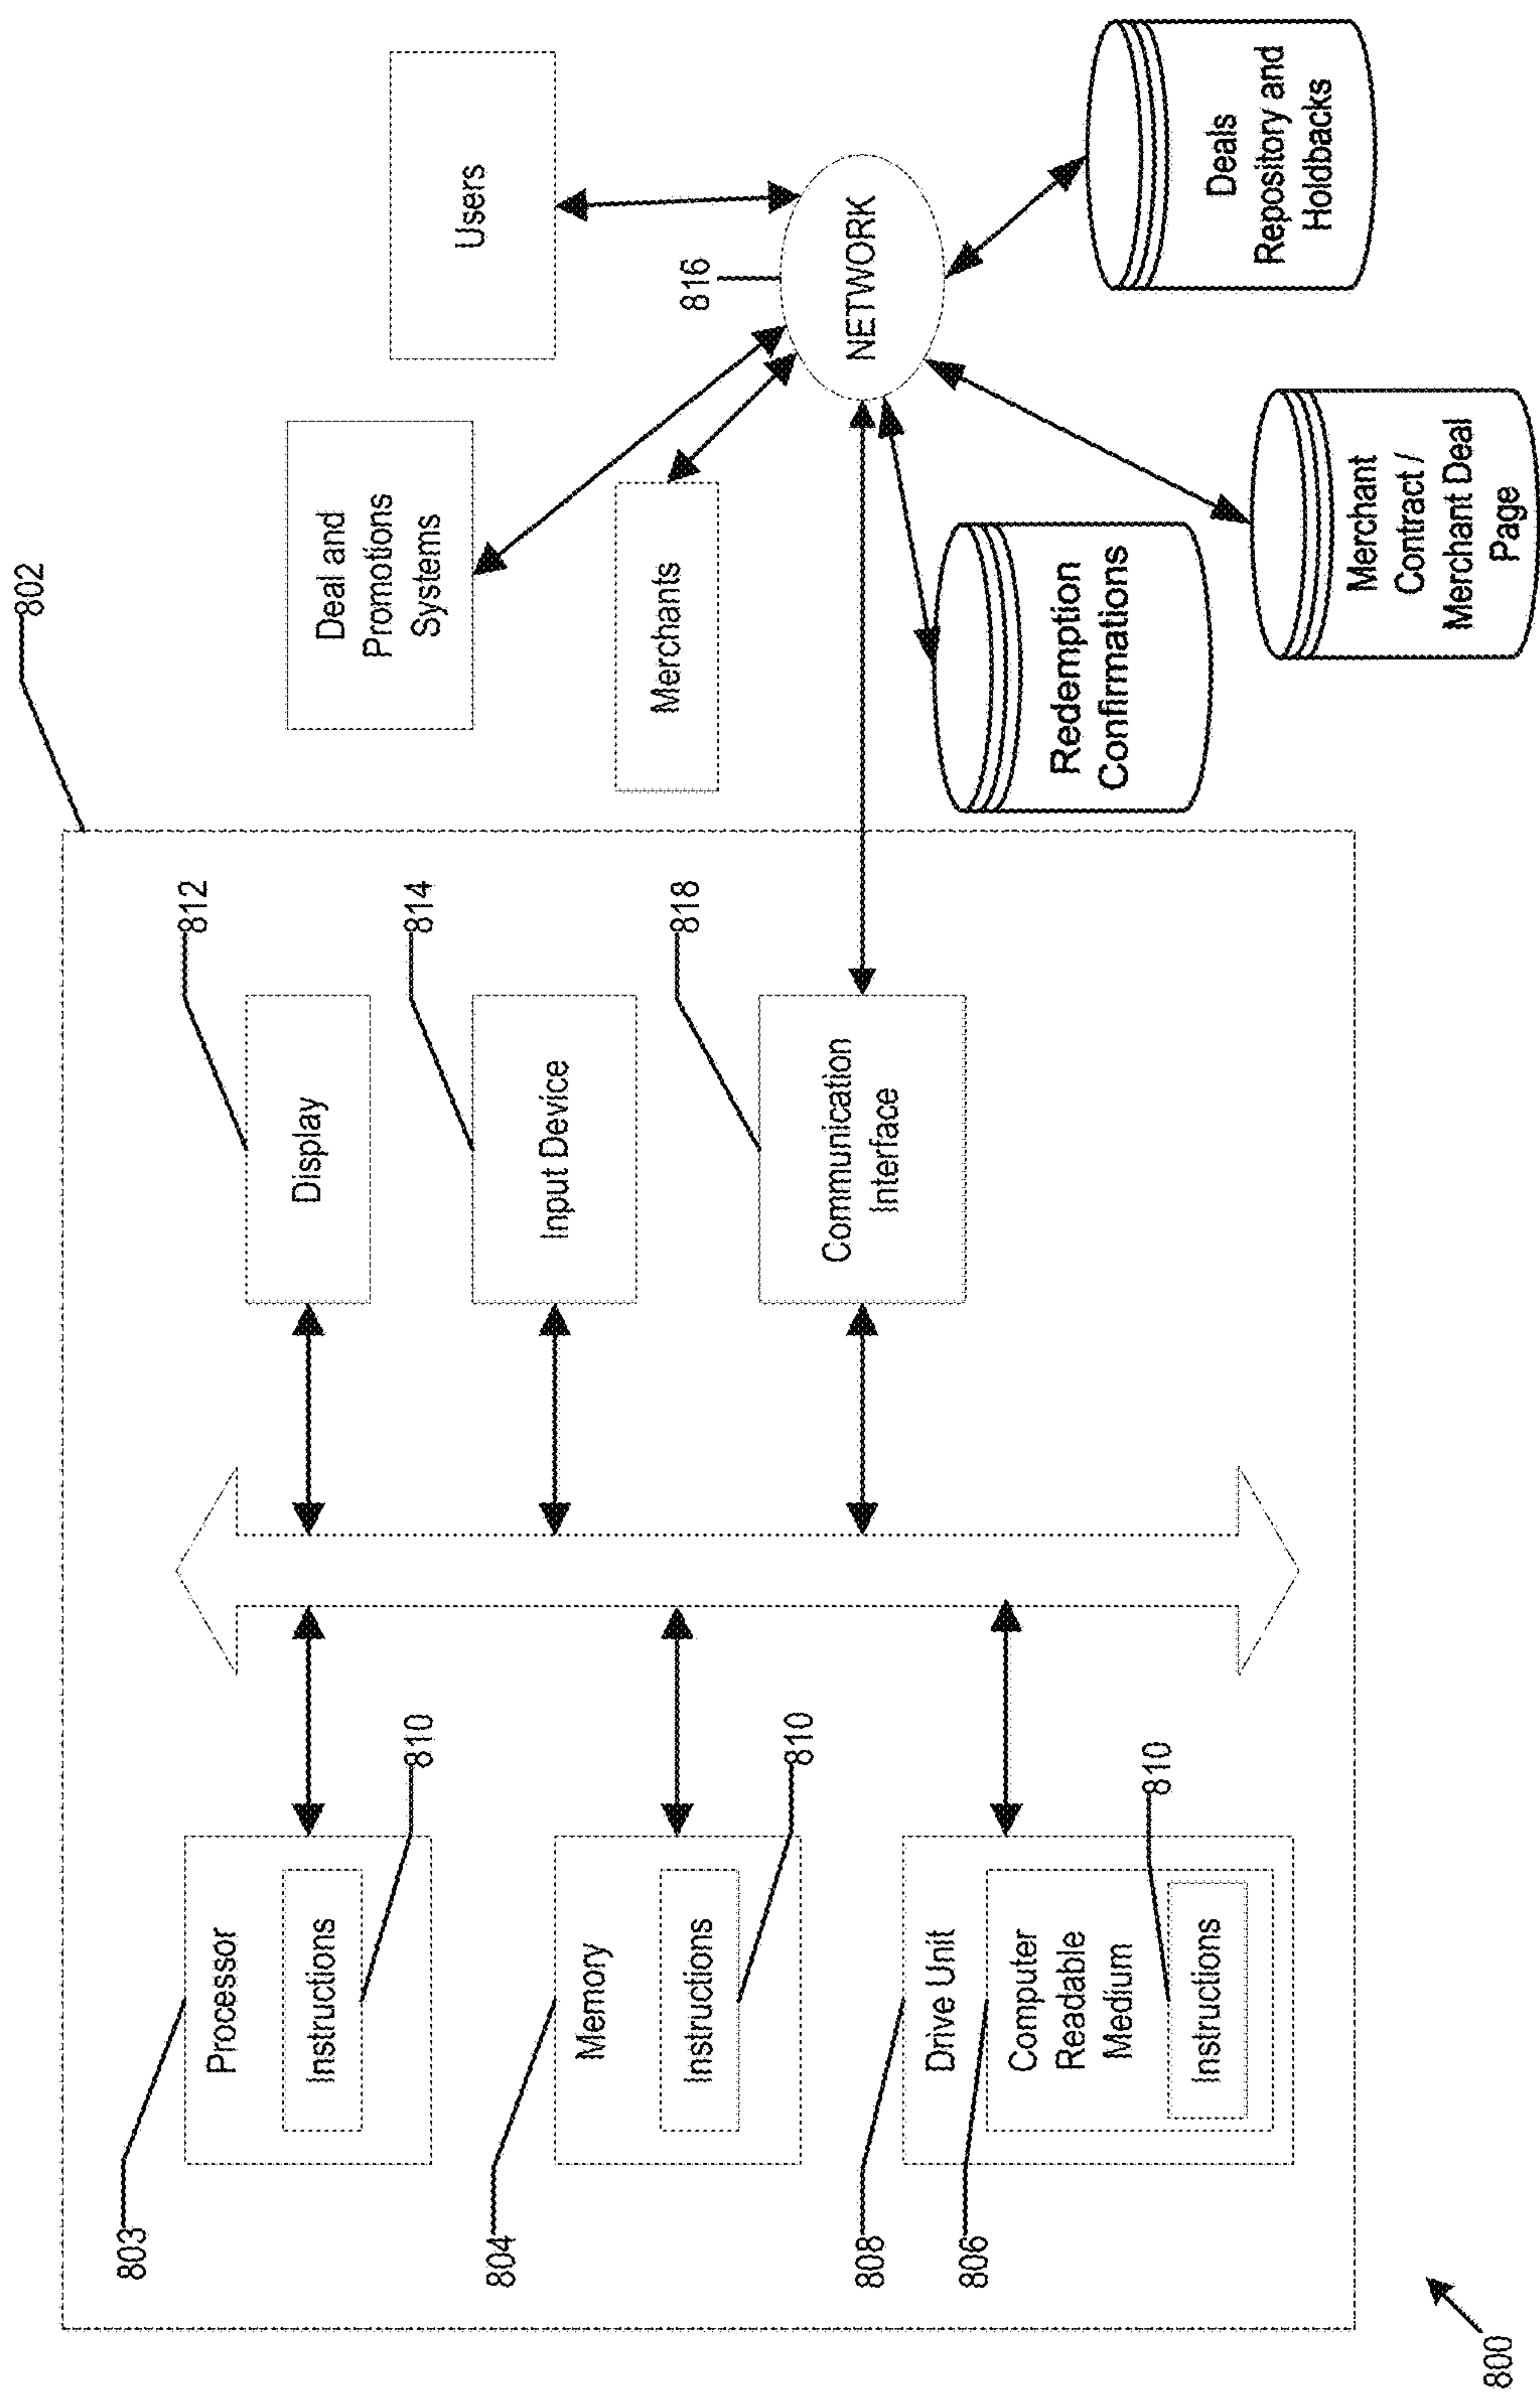 802
803
Processor
Instructions
810
812
Display
Deal and
Promotions
Systems
Users
804
Memory
Instructions
810
814
Input Device
Merchants
816
NETWORK
808
Drive Unit
806
Computer
Readable
Medium
810
Instructions
818
Communication
Interface
Redemption
Confirmations
Deals
Repository and
Holdbacks
Merchant
Contract /
Merchant Deal
Page
800